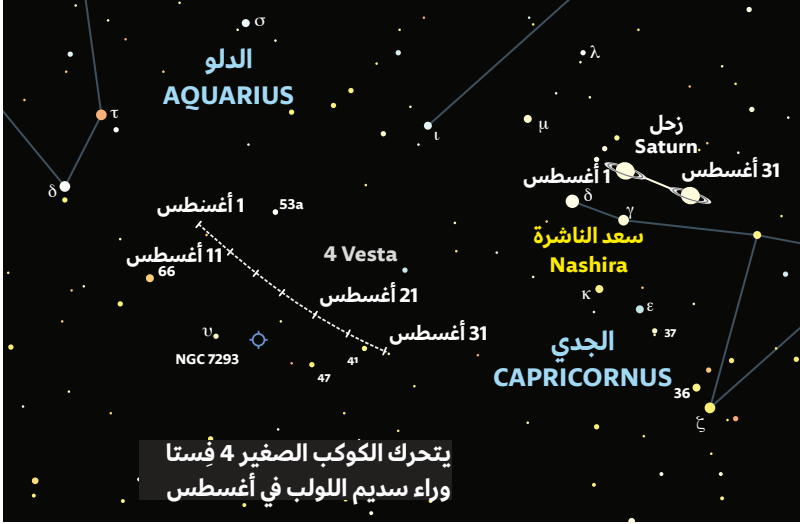 σ
الدلو
AQUARIUS
λ
τ
ι
μ
زحل
Saturn
31 أغسطس
1 أغسطس
δ
δ
γ
1 أغسطس
53a
سعد الناشرة
Nashira
11 أغسطس
66
4 Vesta
21 أغسطس
κ
ε
37
31 أغسطس
υ
NGC 7293
4¹
47
الجدي
CAPRICORNUS
36
ζ
يتحرك الكوكب الصغير 4 فِستا
وراء سديم اللولب في أغسطس